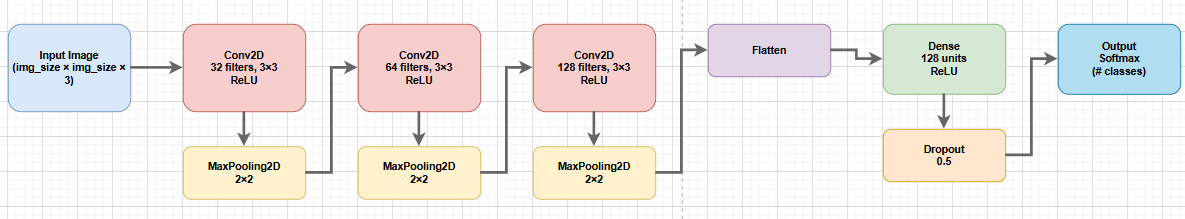 Input Image
(img_size × img_size ×
3)
Conv2D
32 filters, 3×3
ReLU
MaxPooling2D
2×2
Conv2D
64 filters, 3×3
ReLU
MaxPooling2D
2×2
Conv2D
128 filters, 3×3
ReLU
MaxPooling2D
2×2
Flatten
Dense
128 units
ReLU
Dropout
0.5
Output
Softmax
(# classes)